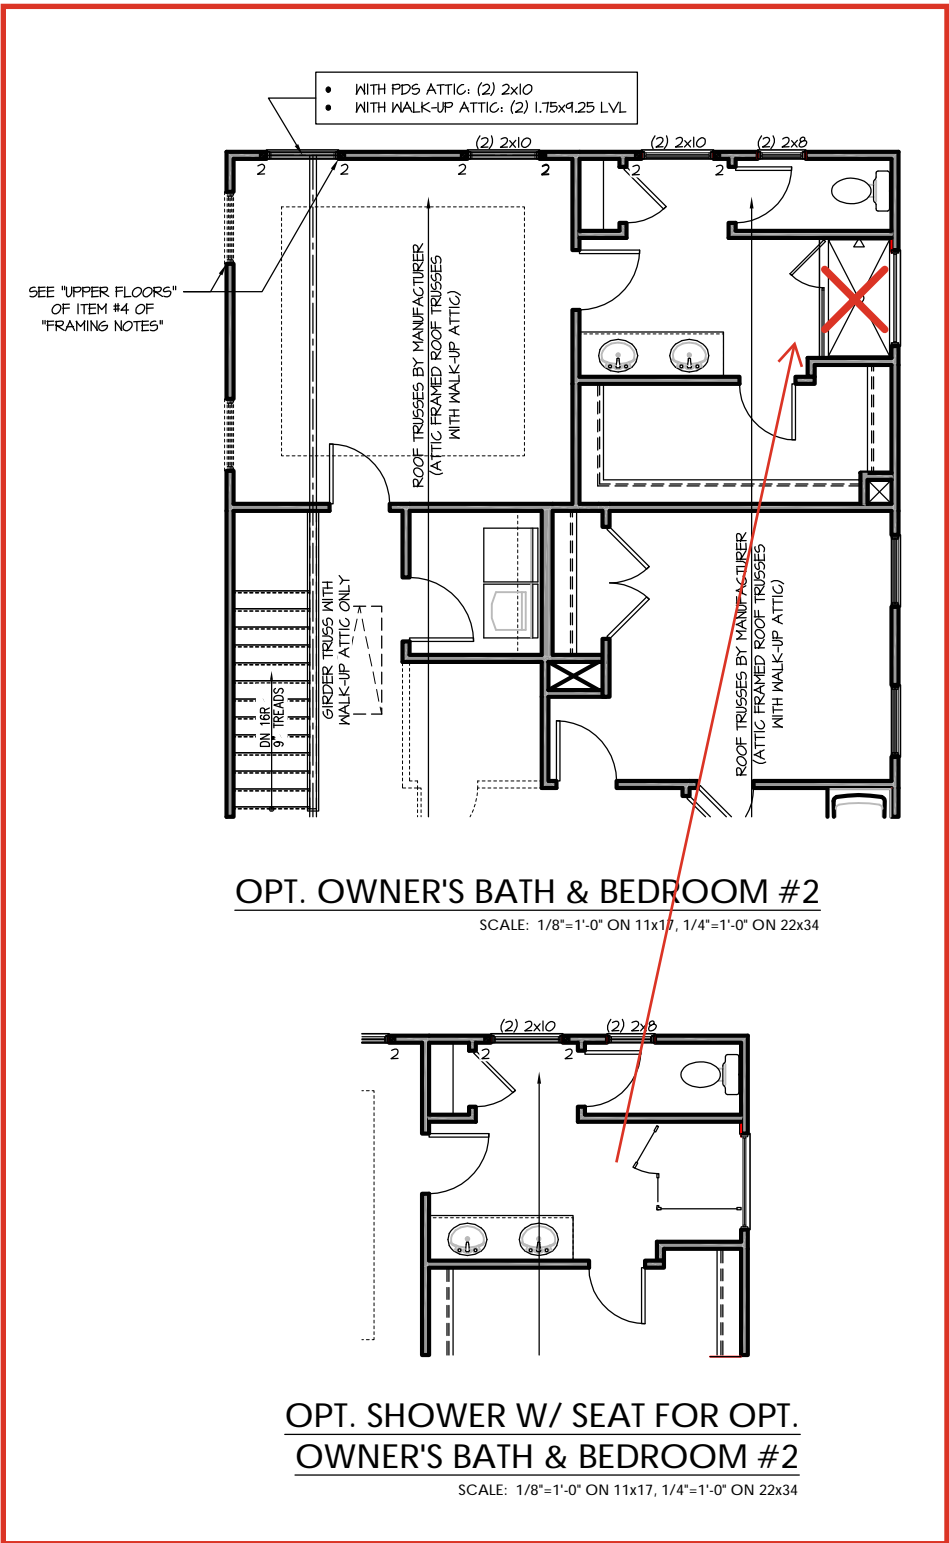 • WITH PDS ATTIC: (2) 2x10
• WITH WALK-UP ATTIC: (2) 1.75x9.25 LVL
(2) 2x10
(2) 2x10
(2) 2x8
2
2
2
2
2
2
SEE "UPPER FLOORS"
OF ITEM #4 OF
"FRAMING NOTES"
ROOF TRUSSES BY MANUFACTURER
(ATTIC FRAMED ROOF TRUSSES
WITH WALK-UP ATTIC)
GIRDER TRUSS WITH
WALK-UP ATTIC ONLY
DN 16R
9" TREADS
ROOF TRUSSES BY MANUFACTURER
(ATTIC FRAMED ROOF TRUSSES
WITH WALK-UP ATTIC)
OPT. OWNER'S BATH & BEDROOM #2
SCALE: 1/8"=1'-0" ON 11x17, 1/4"=1'-0" ON 22x34
(2) 2x10
(2) 2x8
2
2
2
OPT. SHOWER W/ SEAT FOR OPT.
OWNER'S BATH & BEDROOM #2
SCALE: 1/8"=1'-0" ON 11x17, 1/4"=1'-0" ON 22x34